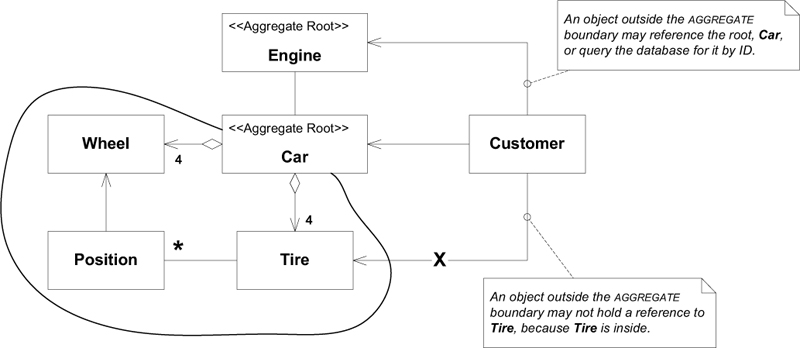 <<Aggregate Root>>
Engine
An object outside the AGGREGATE
boundary may reference the root, Car,
or query the database for it by ID.
Wheel
4
<<Aggregate Root>>
Car
Customer
4
Position
*
Tire
X
An object outside the AGGREGATE
boundary may not hold a reference to
Tire, because Tire is inside.